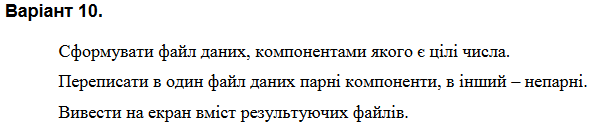 Варіант 10.
Сформувати файл даних, компонентами якого є цілі числа.
Переписати в один файл даних парні компоненти, в інший – непарні.
Вивести на екран вміст результуючих файлів.